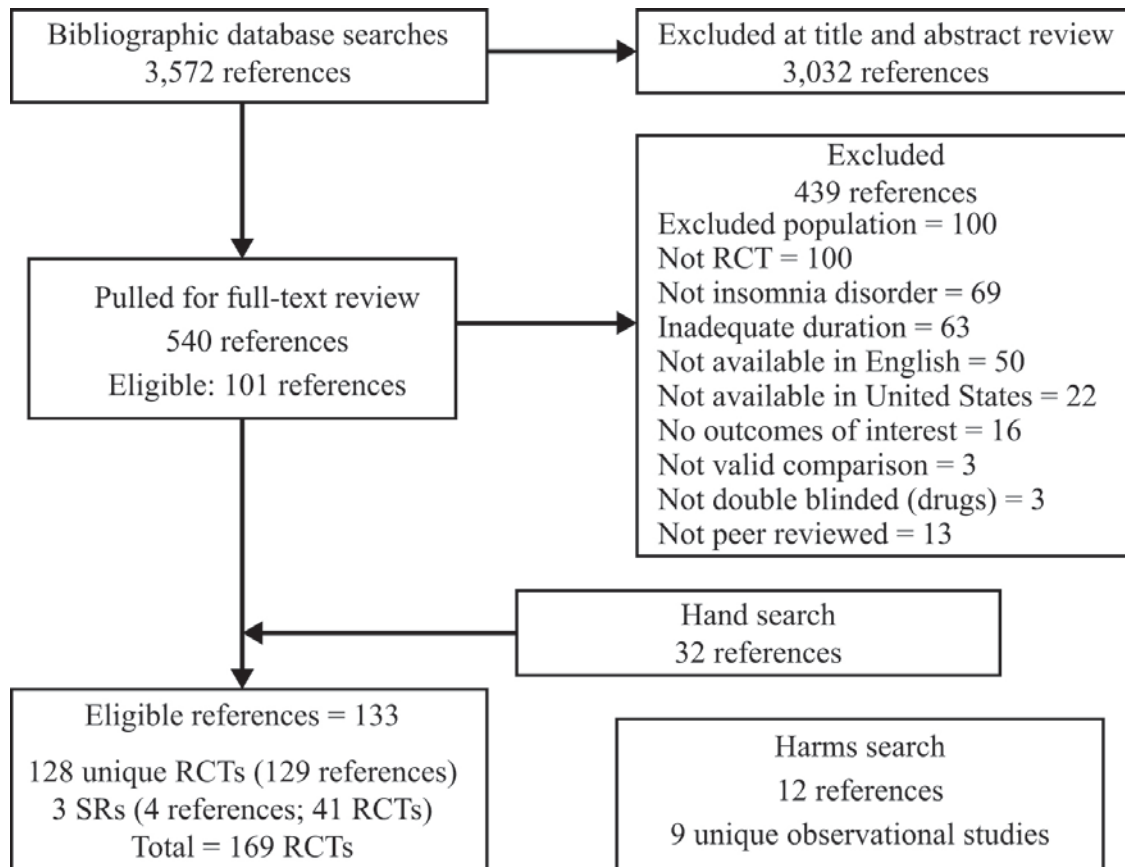 Bibliographic database searches
3,572 references
Excluded at title and abstract review
3,032 references
Excluded
439 references
Excluded population = 100
Not RCT = 100
Not insomnia disorder = 69
Inadequate duration = 63
Not available in English = 50
Not available in United States = 22
No outcomes of interest = 16
Not valid comparison = 3
Not double blinded (drugs) = 3
Not peer reviewed = 13
Pulled for full-text review
540 references
Eligible: 101 references
Hand search
32 references
Eligible references = 133
128 unique RCTs (129 references)
3 SRs (4 references; 41 RCTs)
Total = 169 RCTs
Harms search
12 references
9 unique observational studies